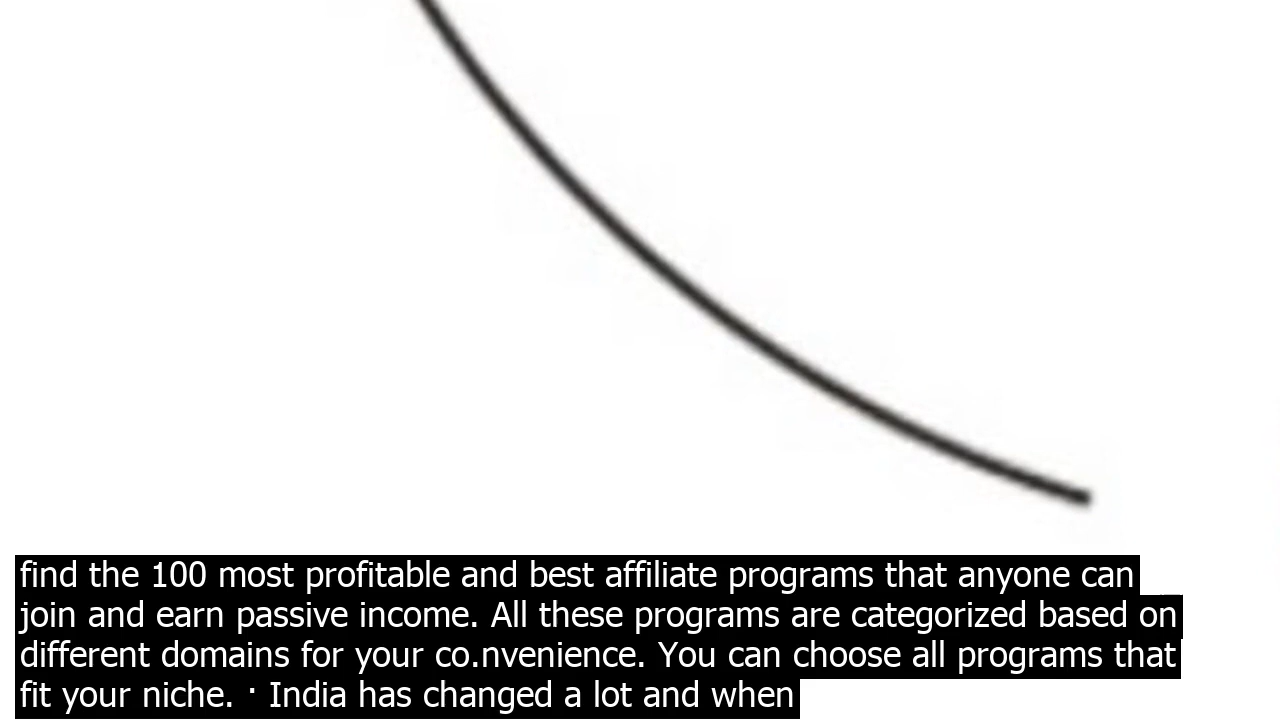 find the 100 most profitable and best affiliate programs that anyone can
join and earn passive income. All these programs are categorized based on
different domains for your co.nvenience. You can choose all programs that
fit your niche. · India has changed a lot and when